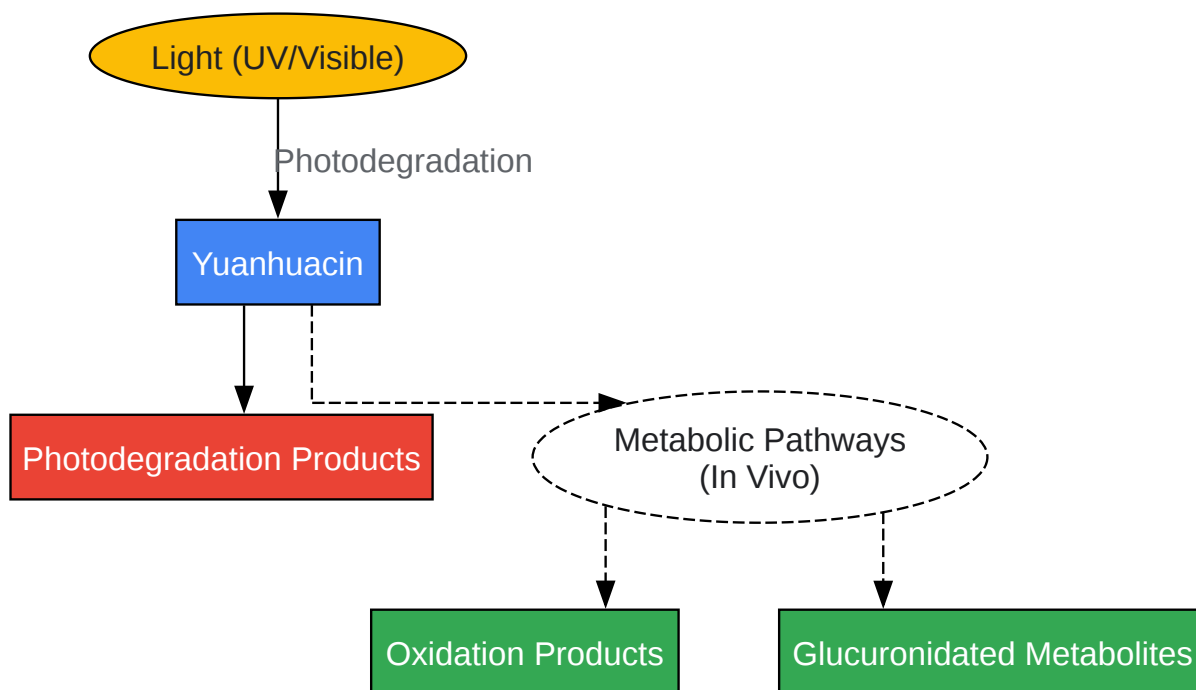 Light (UV/Visible)
Photodegradation
Yuanhuacin
Photodegradation Products
Metabolic Pathways
(In Vivo)
Oxidation Products
Glucuronidated Metabolites